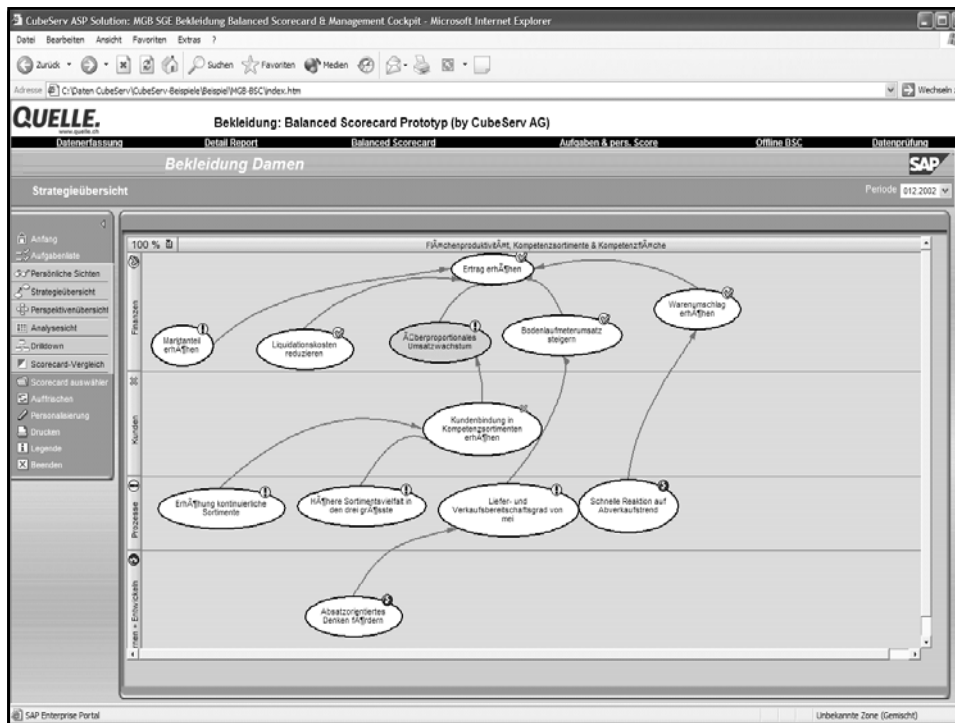 CubeServ ASP Solution: MGB SGE Bekleidung Balanced Scorecard & Management Cockpit - Microsoft Internet Explorer
Datei Bearbeiten Ansicht Favoriten Extras ?
Zurück Suchen Favoriten Medien
Adresse C:\Daten CubeServ\CubeServ-Beispiele\Beispiel\MGB-BSC\index.htm Wechseln
QUELLE.
www.quelle.ch
Bekleidung: Balanced Scorecard Prototyp (by CubeServ AG)
Datenerfassung Detail Report Balanced Scorecard Aufgaben & pers. Score Offline BSC Datenprüfung
Bekleidung Damen
SAP
Strategieübersicht
Periode 012.2002
Anfang
Aufgabenliste
Persönliche Sichten
Strategieübersicht
Perspektivenübersicht
Analysesicht
Drilldown
Scorecard-Vergleich
Scorecard auswähler
Auffrischen
Personalisierung
Drucken
Legende
Beenden
100 %
FlÃ¤chenproduktivitÃ¤t, Kompetenzsortimente & KompetenzflÃ¤che
Finanzen
Ertrag erhÃ¶hen
Marktanteil
erhÃ¶hen
Liquidationskosten
reduzieren
Ãberproportionales
Umsatzwachstum
Bodenlaufmeterumsatz
steigern
Warenumschlag
erhÃ¶hen
Kunden
Kundenbindung in
Kompetenzsortimenten
erhÃ¶hen
Prozesse
ErhÃ¶hung kontinuierliche
Sortimente
HÃ¶here Sortimentsvielfalt in
den drei grÃ¶sste
Liefer- und
Verkaufsbereitschaftsgrad von
mei
Schnelle Reaktion auf
Abverkaufstrend
rnen + Entwickeln
Absatzorientiertes
Denken fÃ¶rdern
SAP Enterprise Portal
Unbekannte Zone (Gemischt)